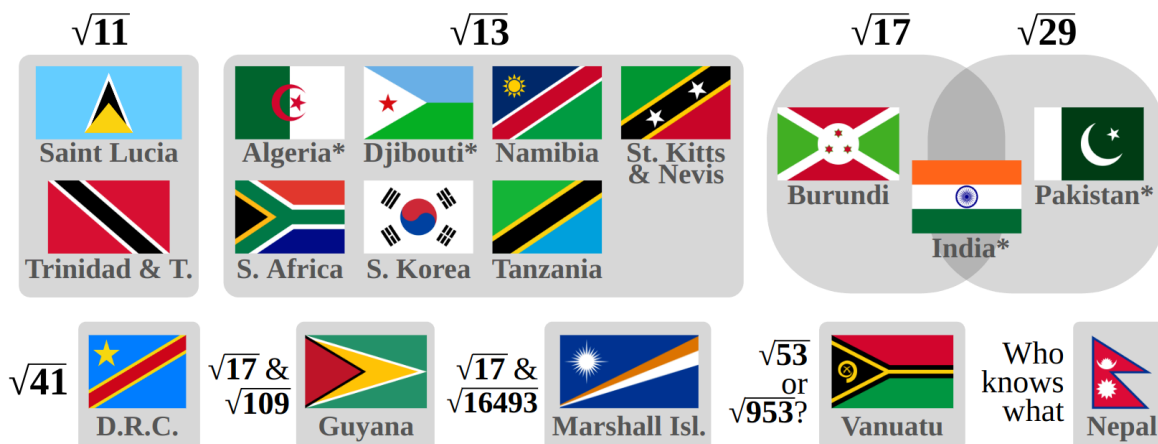 √11 √13 √17 √29
Saint Lucia Algeria* Djibouti* Namibia St. Kitts
& Nevis
Burundi Pakistan*
India*
Trinidad & T. S. Africa S. Korea Tanzania
√41 D.R.C.
√17 &
√109 Guyana
√17 &
√16493 Marshall Isl.
√53
or
√953? Vanuatu
Who
knows
what Nepal